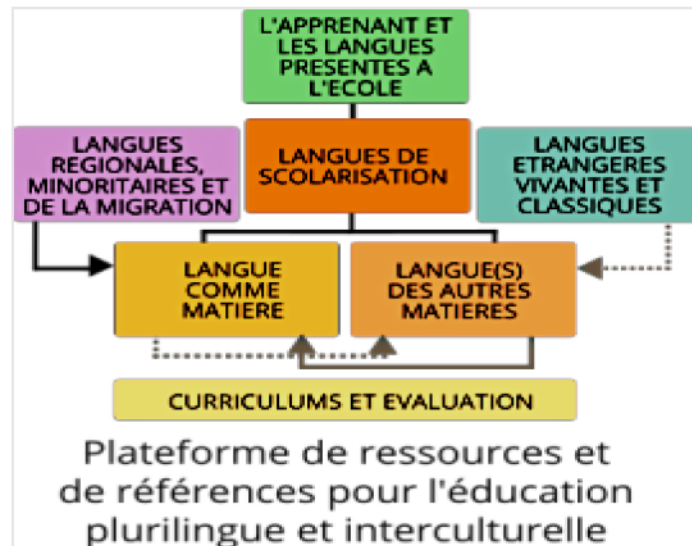 L'APPRENANT ET
LES LANGUES
PRESENTES A
L'ECOLE
LANGUES
REGIONALES,
MINORITAIRES ET
DE LA MIGRATION
LANGUES DE
SCOLARISATION
LANGUES
ETRANGERES
VIVANTES ET
CLASSIQUES
LANGUE
COMME
MATIERE
LANGUE(S)
DES AUTRES
MATIERES
CURRICULUMS ET EVALUATION
Plateforme de ressources et
de références pour l'éducation
plurilingue et interculturelle